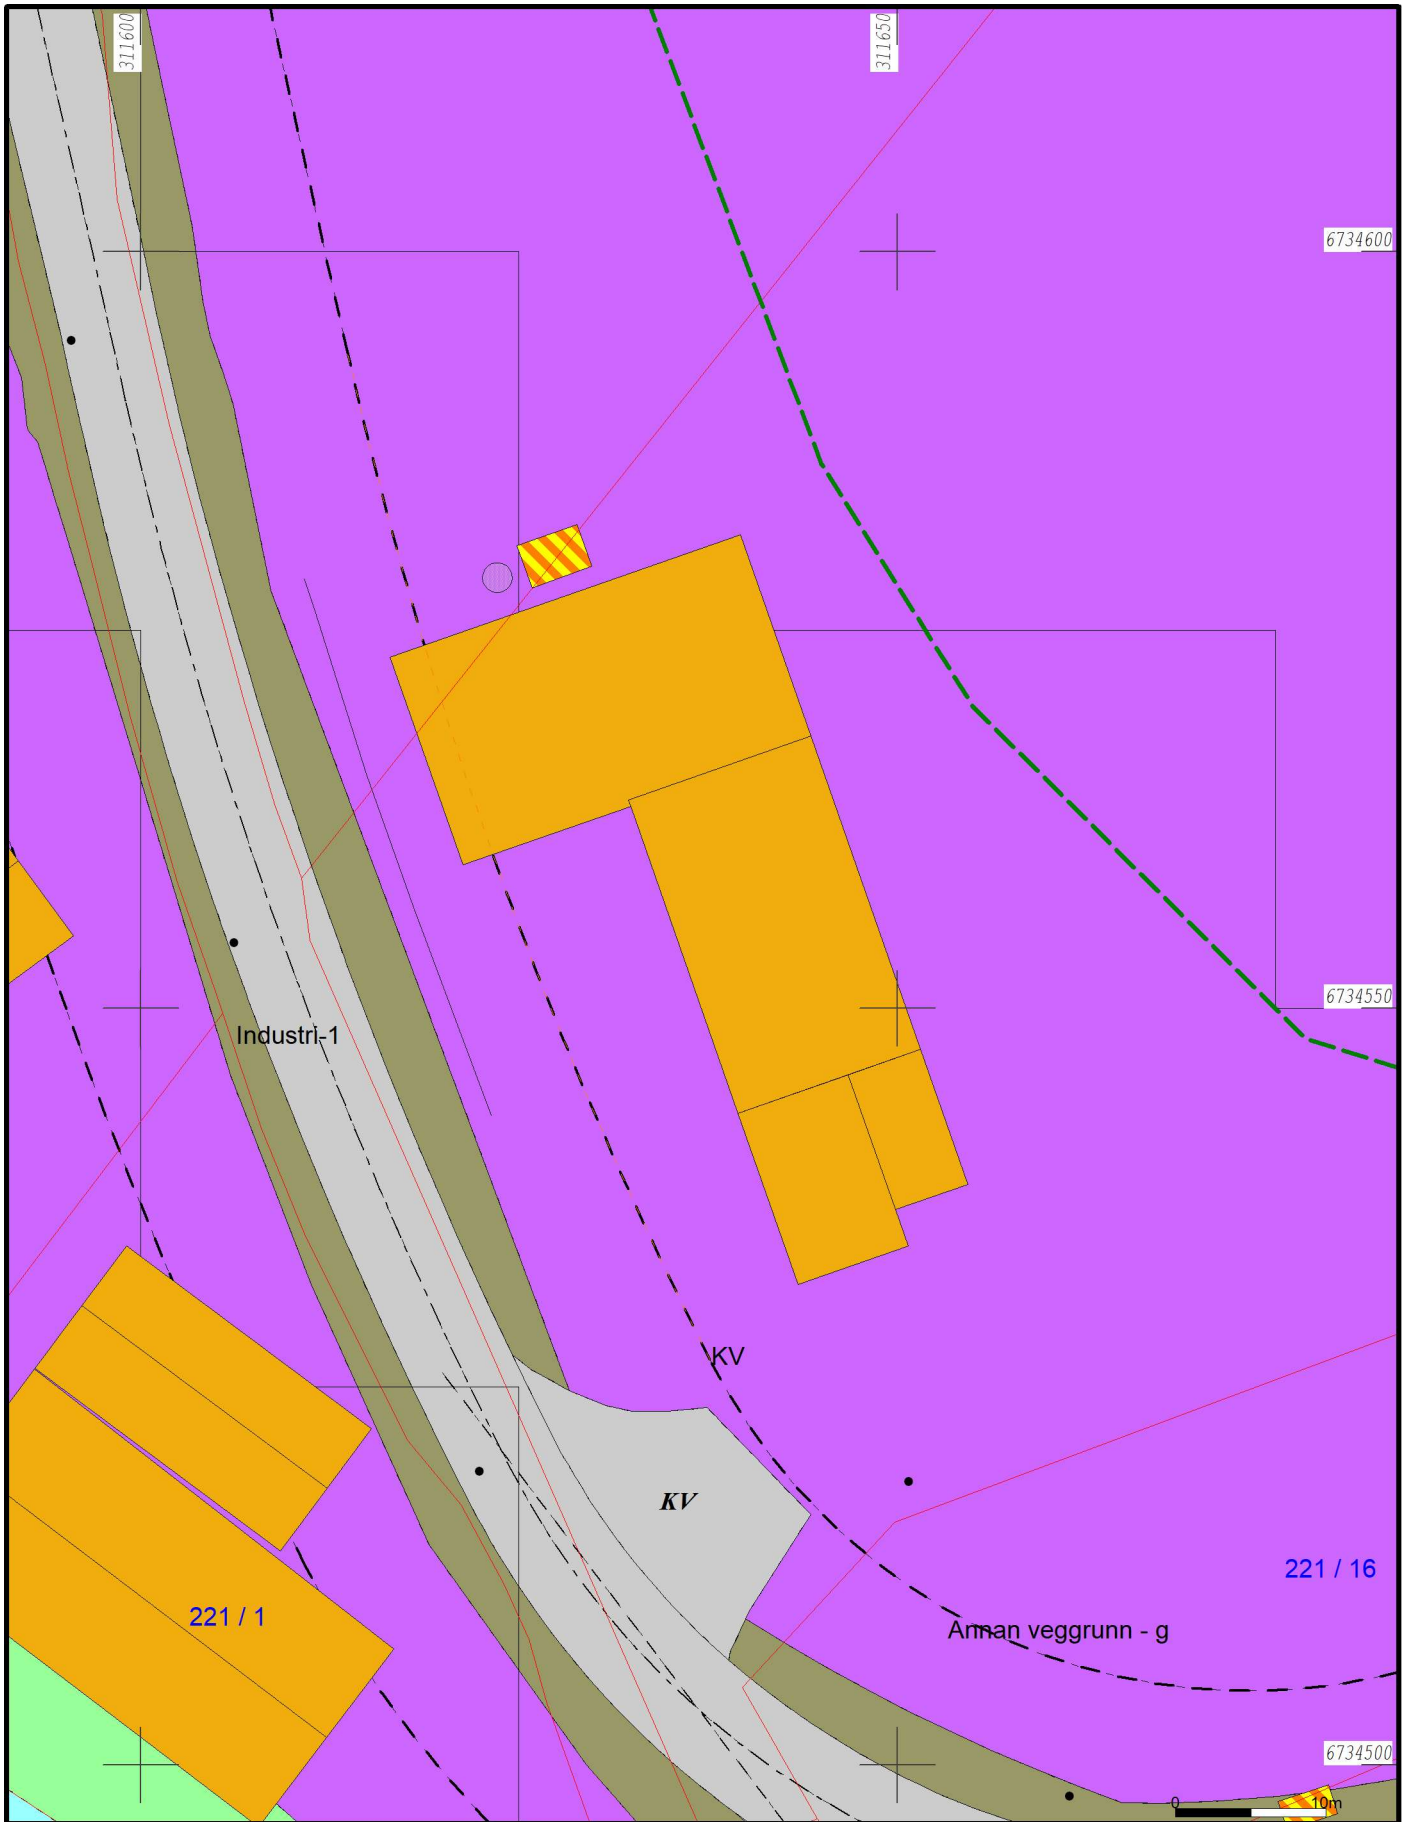 311600
311650
6734600
6734550
Industri-1
KV
KV
221 / 16
221 / 1
Annan veggrunn - g
6734500
0 10m